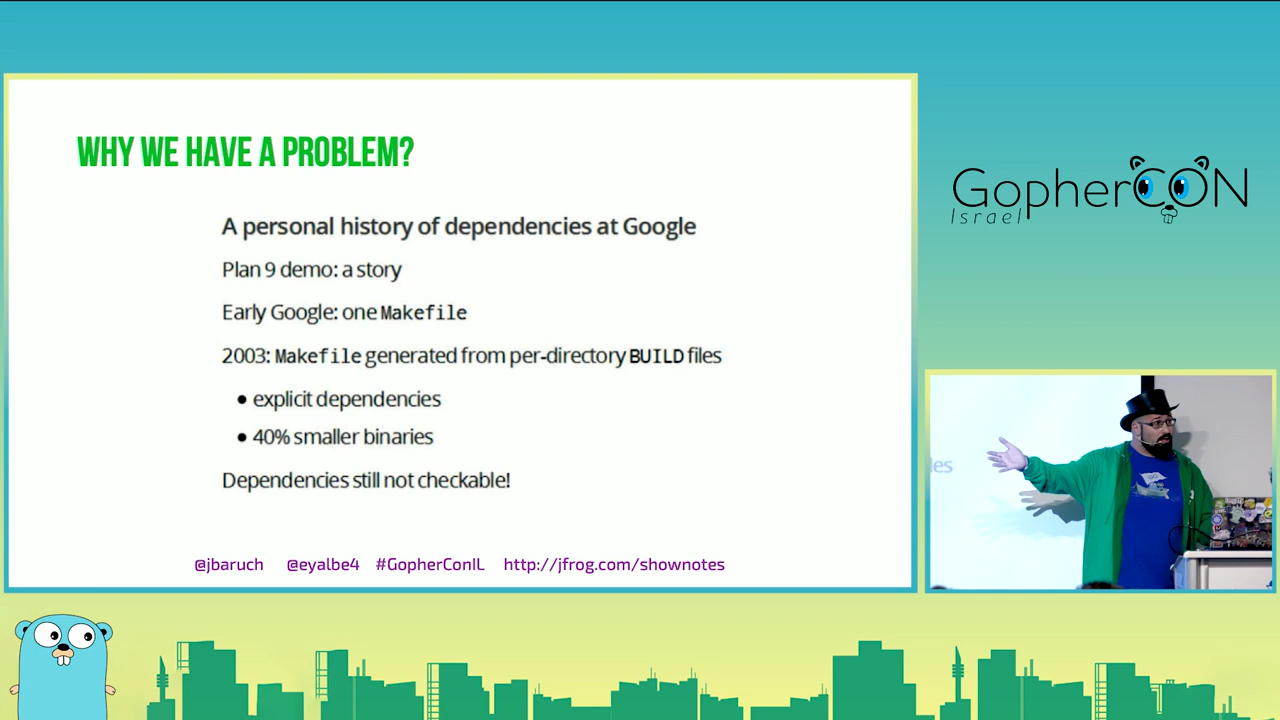 WHY WE HAVE A PROBLEM?
A personal history of dependencies at Google
Plan 9 demo: a story
Early Google: one Makefile
2003: Makefile generated from per-directory BUILD files
• explicit dependencies
• 40% smaller binaries
Dependencies still not checkable!
@jbaruch @eyalbe4 #GopherConIL http://jfrog.com/shownotes
GopherCON
Israel
les